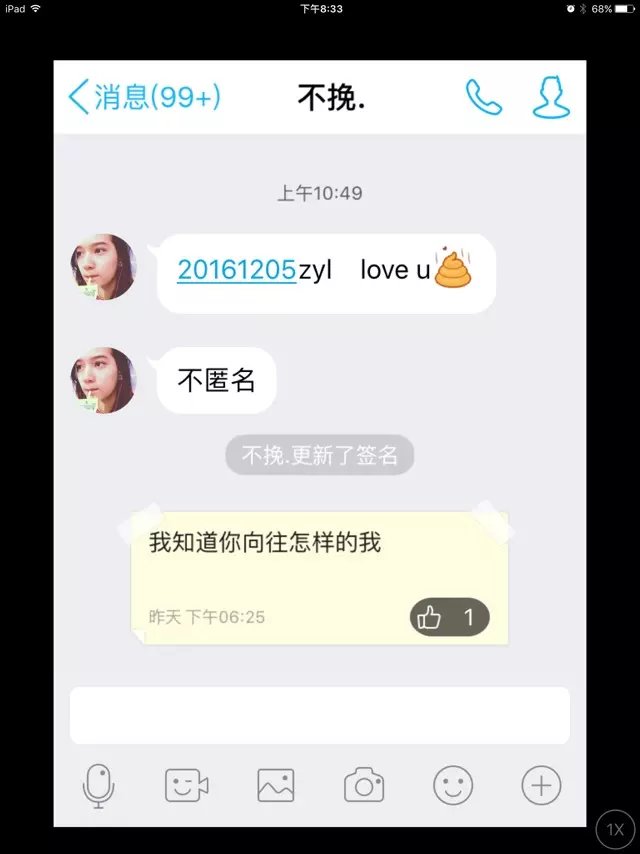 iPad 下午8:33 68%
消息(99+) 不挽.
上午10:49
20161205zyl love u
不匿名
不挽.更新了签名
我知道你向往怎样的我
昨天 下午06:25 1
1X